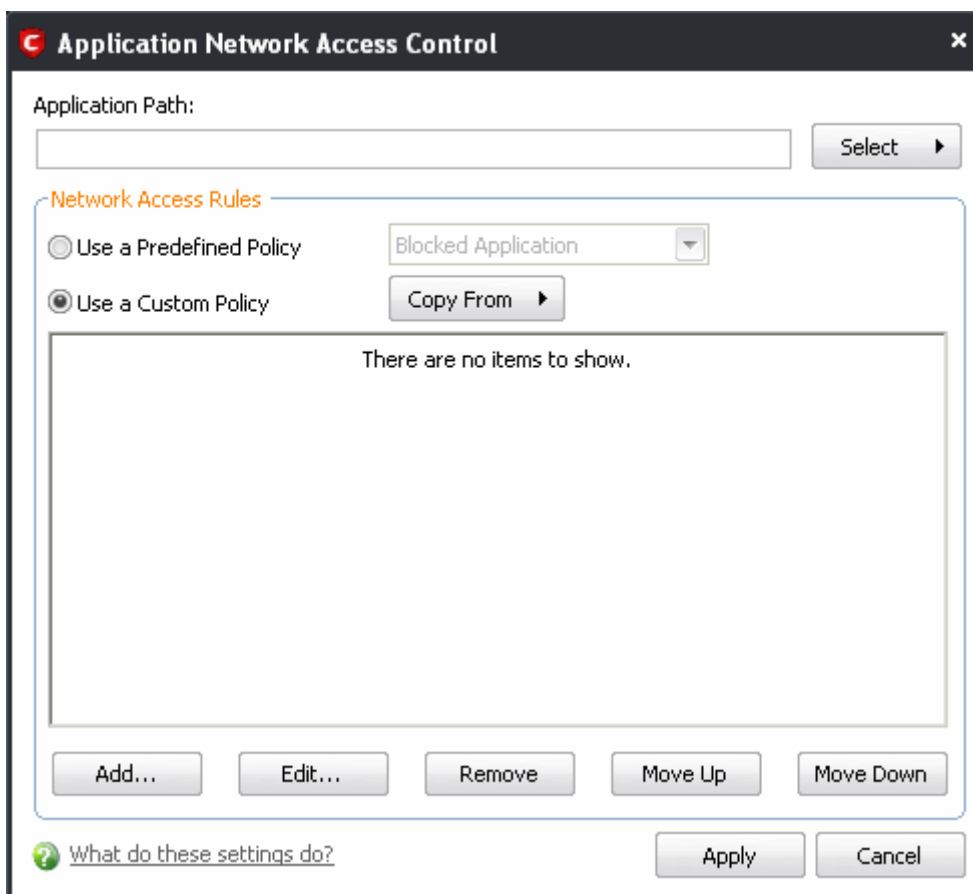 Application Network Access Control
Application Path:
Select
Network Access Rules
Use a Predefined Policy Blocked Application
Use a Custom Policy Copy From
There are no items to show.
Add... Edit... Remove Move Up Move Down
What do these settings do? Apply Cancel